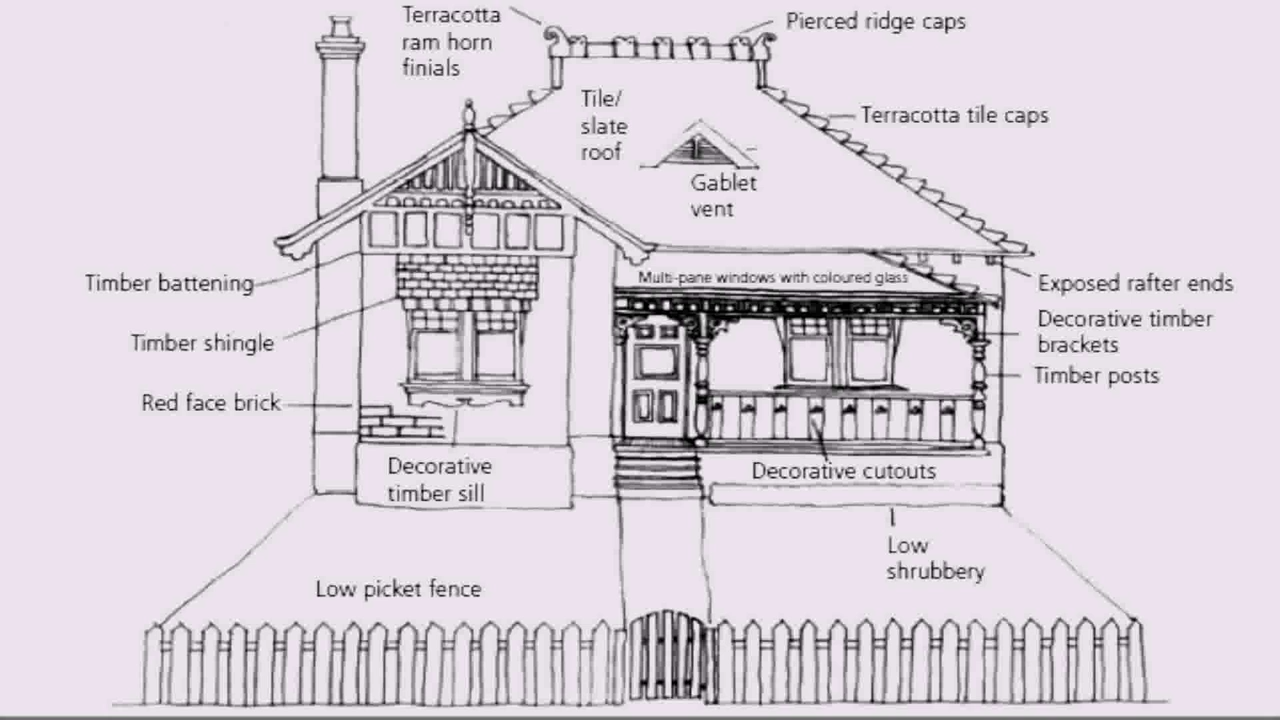 Terracotta
ram horn
finials
Pierced ridge caps
Tile/
slate
roof
Terracotta tile caps
Gablet
vent
Timber battening
Multi-pane windows with coloured glass
Exposed rafter ends
Decorative timber
brackets
Timber shingle
Timber posts
Red face brick
Decorative
timber sill
Decorative cutouts
Low
shrubbery
Low picket fence